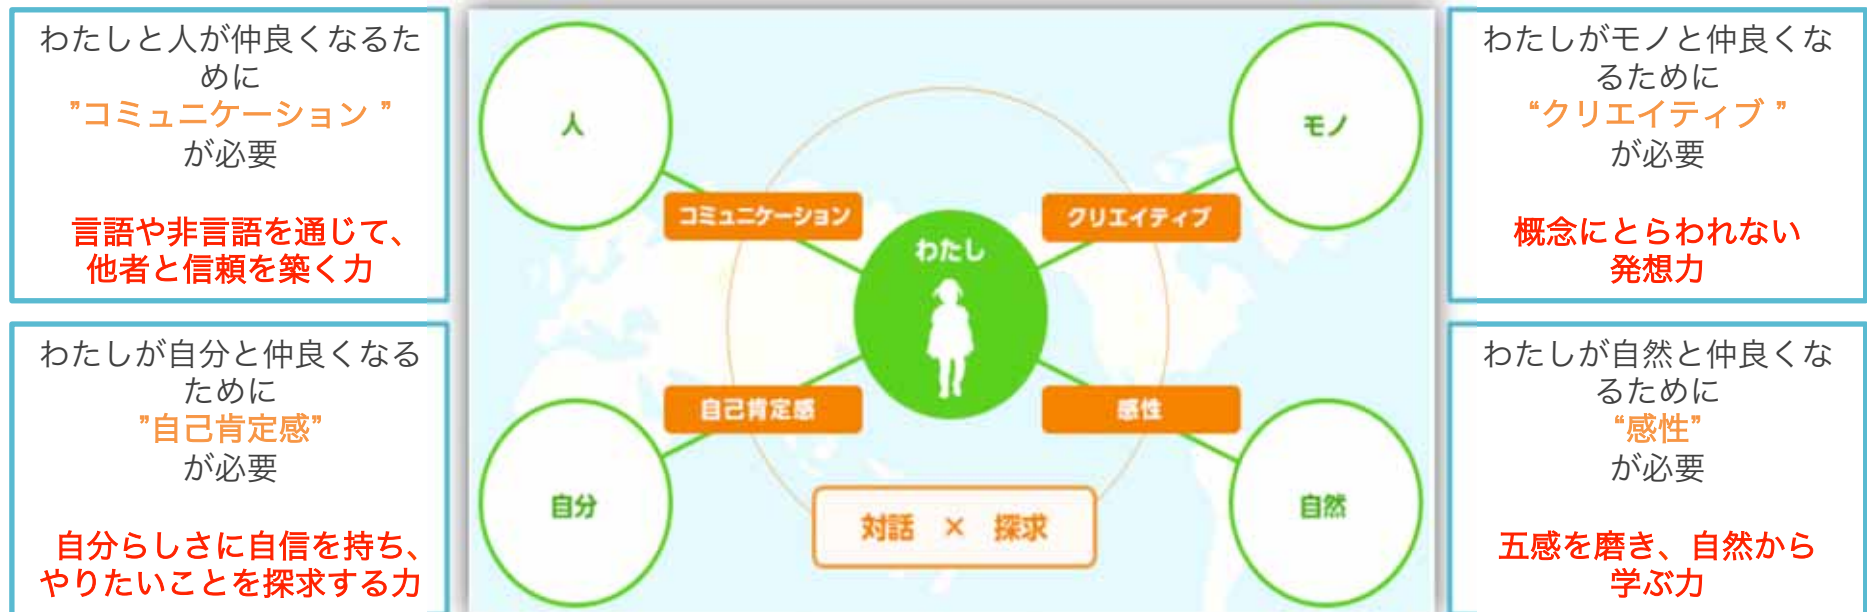 わたしと人が仲良くなるた
めに
”コミュニケーション ”
が必要
言語や非言語を通じて、
他者と信頼を築く力
わたしが自分と仲良くなる
ために
”自己肯定感”
が必要
自分らしさに自信を持ち、
やりたいことを探求する力
人
モノ
コミュニケーション
クリエイティブ
わたし
自己肯定感
感性
自分
自然
対話 × 探求
わたしがモノと仲良くな
るために
“クリエイティブ ”
が必要
概念にとらわれない
発想力
わたしが自然と仲良くな
るために
“感性”
が必要
五感を磨き、自然から
学ぶ力